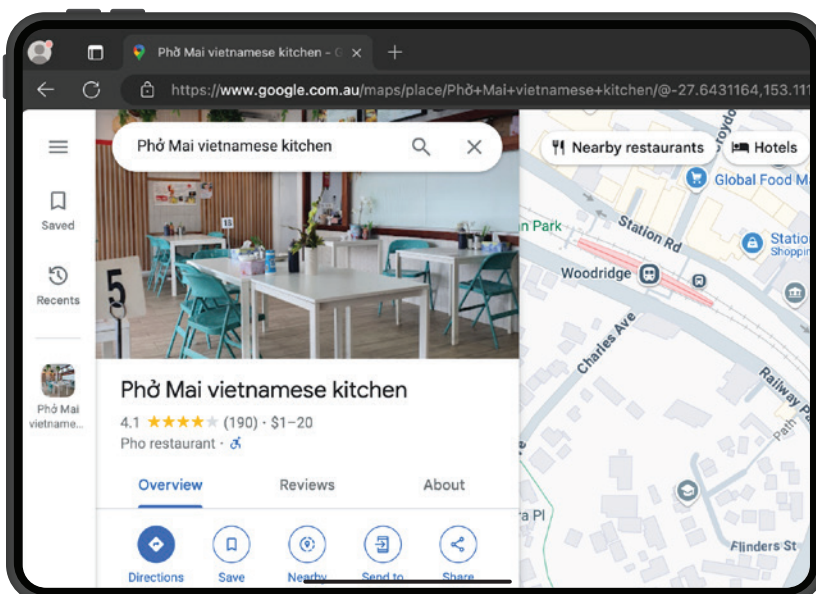 Phở Mai vietnamese kitchen - G
https://www.google.com.au/maps/place/Phở+Mai+vietnamese+kitchen/@-27.6431164,153.111
Phở Mai vietnamese kitchen
Saved
Recents
Phở Mai
vietname...
15
5
Phở Mai vietnamese kitchen
4.1 ★★★★★ (190) · $1–20
Pho restaurant ·
Overview Reviews About
Directions Save Nearby Send to Share
Nearby restaurants
Hotels
Global Food M
n Park
Station Rd
Statio
Shoppin
Woodridge
Charles Ave
Railway P
Path
Flinders St